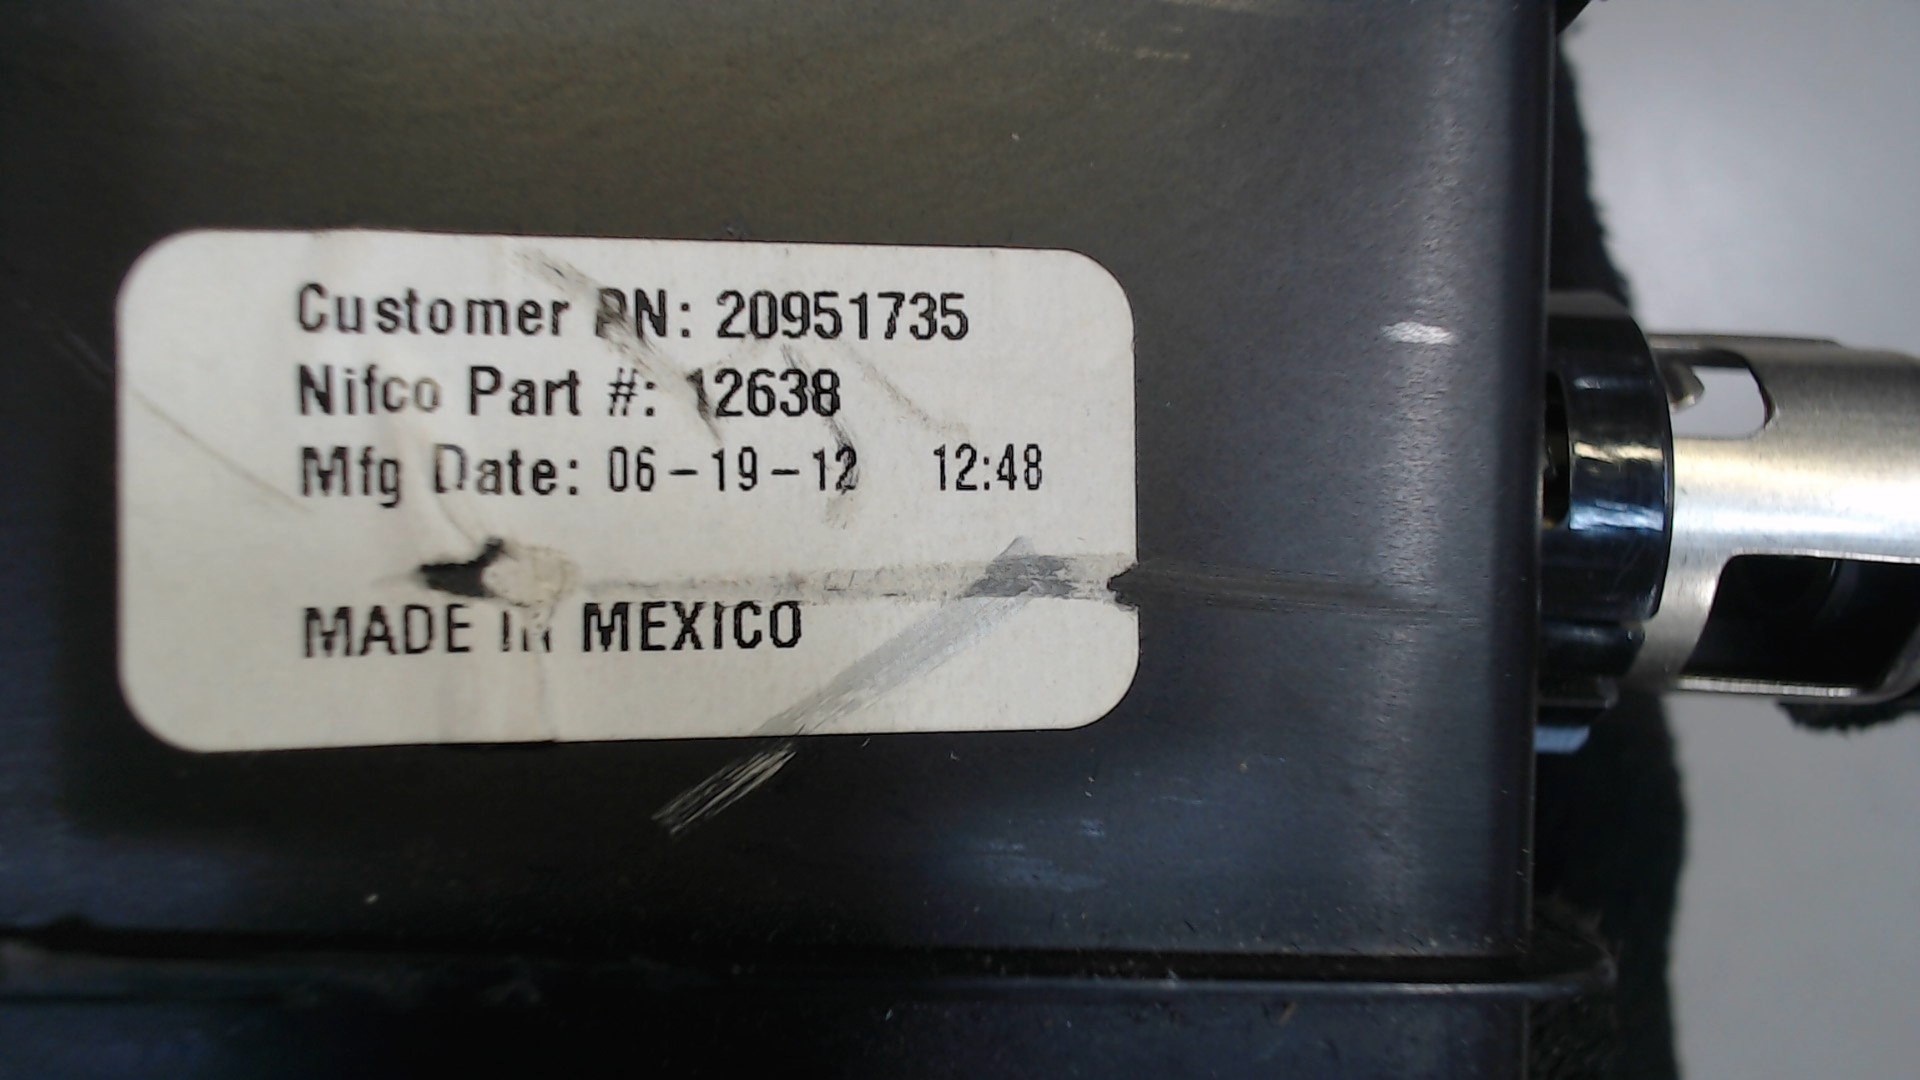 Customer PN: 20951735
Nifco Part #: 12638
Mfg Date: 06-19-12 12:48
MADE IN MEXICO